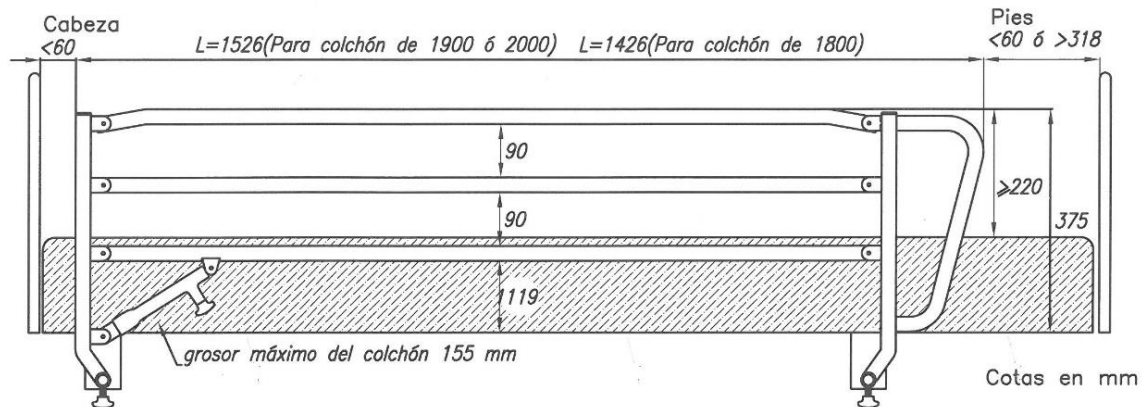 Cabeza
<60
L=1526(Para colchón de 1900 ó 2000) L=1426(Para colchón de 1800)
Pies
<60 ó >318
90
90
⩾220
375
119
grosor máximo del colchón 155 mm
Cotas en mm